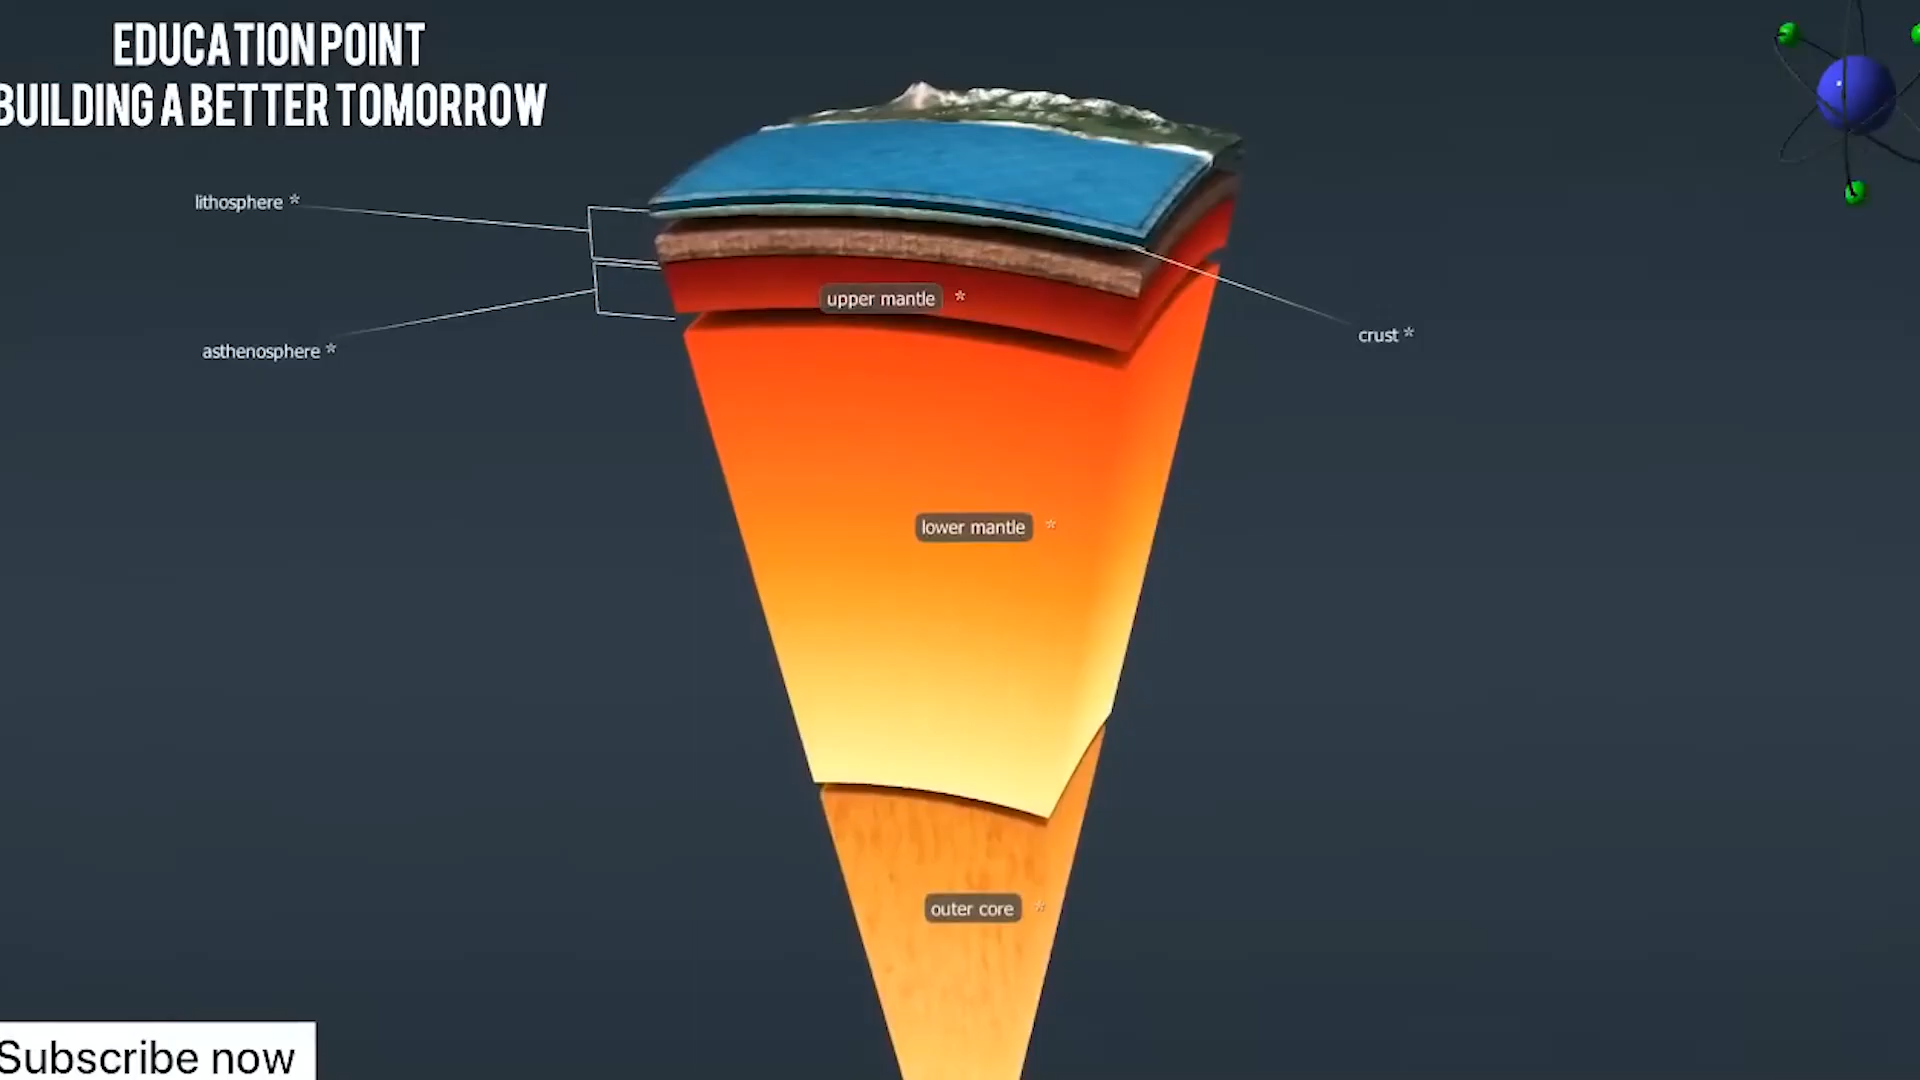 EDUCATION POINT
BUILDING A BETTER TOMORROW
lithosphere *
upper mantle *
crust *
asthenosphere *
lower mantle *
outer core *
Subscribe now